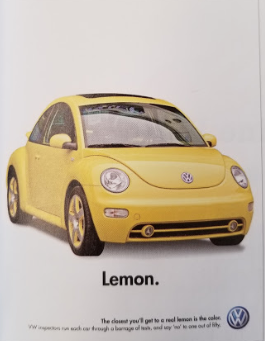 Lemon.
The closest you'll get to a real lemon is the color.
VW inspectors run each car through a barrage of tests, and say 'no' to one out of fifty.